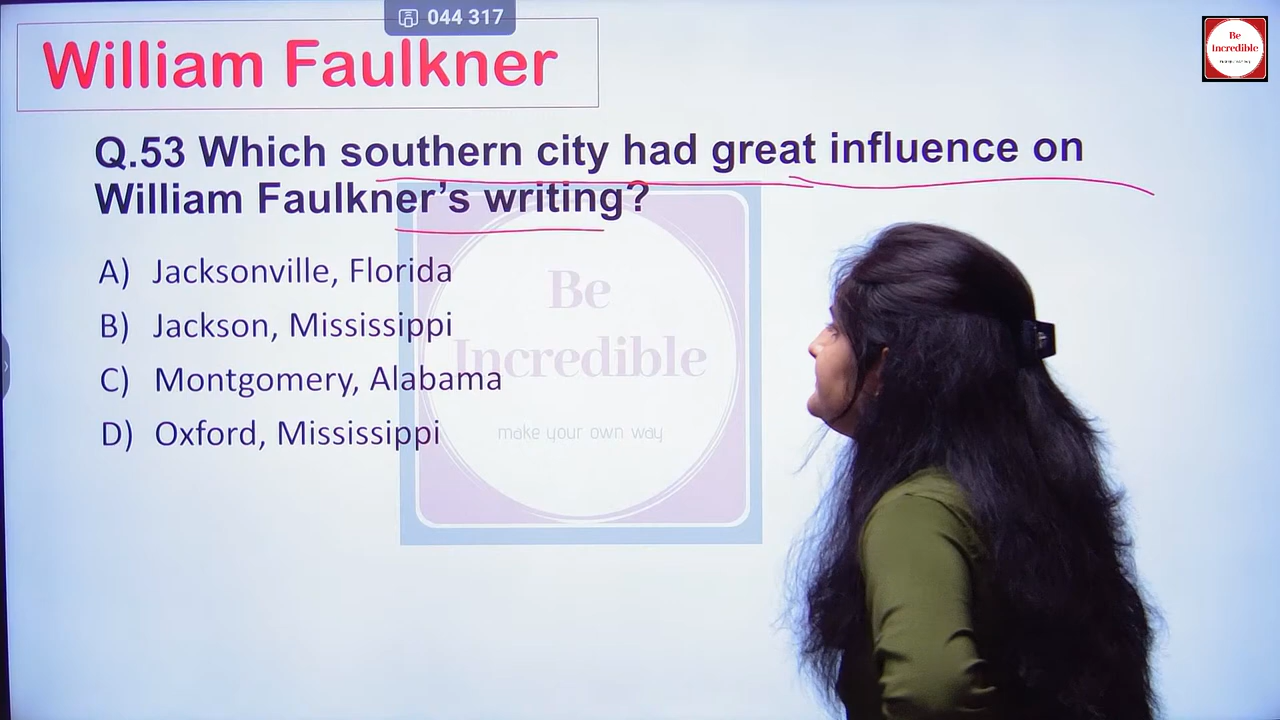 044 317
William Faulkner
Be
Incredible
Q.53 Which southern city had great influence on
William Faulkner’s writing?
A) Jacksonville, Florida
B) Jackson, Mississippi
C) Montgomery, Alabama
D) Oxford, Mississippi
Be
Incredible
make your own way